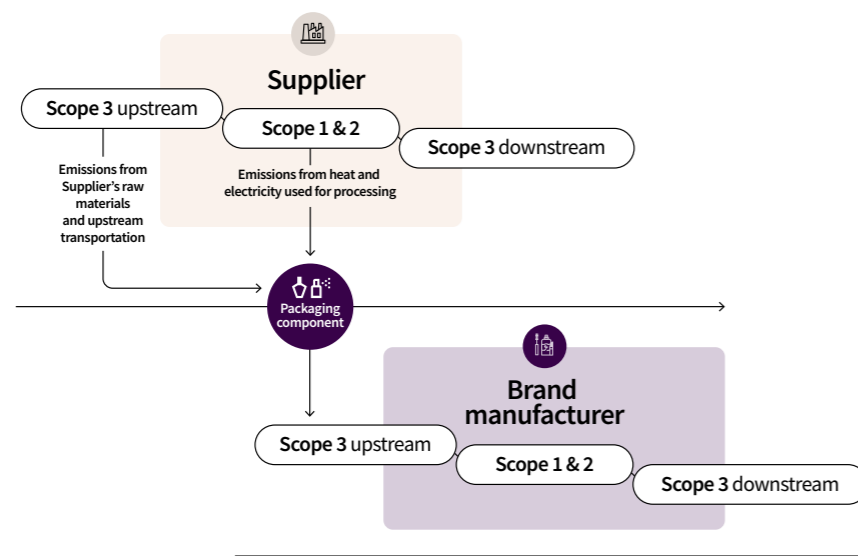 Supplier
Scope 3 upstream
Scope 1 & 2
Scope 3 downstream
Emissions from
Supplier's raw
materials
and upstream
transportation
Emissions from heat and
electricity used for processing
Packaging
component
Brand
manufacturer
Scope 3 upstream
Scope 1 & 2
Scope 3 downstream